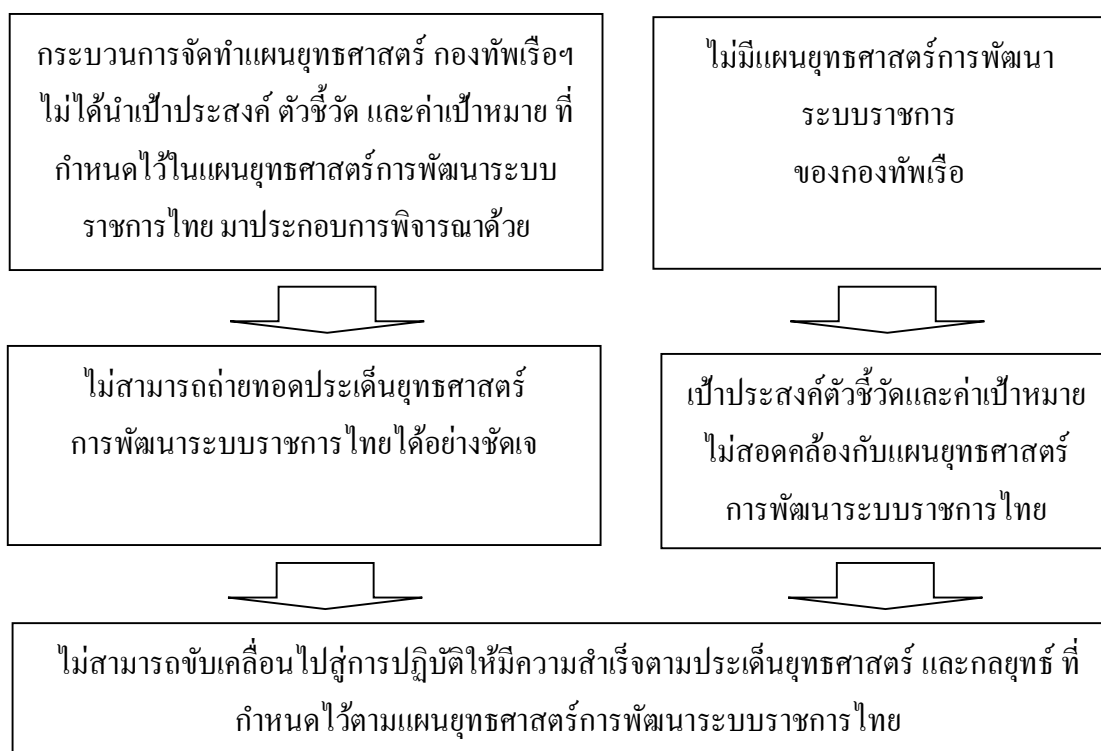 กระบวนการจัดทำแผนยุทธศาสตร์ กองทัพเรือฯ
ไม่ได้นำเป้าประสงค์ ตัวชี้วัด และค่าเป้าหมาย ที่
กำหนดไว้ในแผนยุทธศาสตร์การพัฒนาระบบ
ราชการไทย มาประกอบการพิจารณาด้วย
ไม่มีแผนยุทธศาสตร์การพัฒนา
ระบบราชการ
ของกองทัพเรือ
ไม่สามารถถ่ายทอดประเด็นยุทธศาสตร์
การพัฒนาระบบราชการไทยได้อย่างชัดเจ
เป้าประสงค์ตัวชี้วัดและค่าเป้าหมาย
ไม่สอดคล้องกับแผนยุทธศาสตร์
การพัฒนาระบบราชการไทย
ไม่สามารถขับเคลื่อนไปสู่การปฏิบัติให้มีความสำเร็จตามประเด็นยุทธศาสตร์ และกลยุทธ์ ที่
กำหนดไว้ตามแผนยุทธศาสตร์การพัฒนาระบบราชการไทย